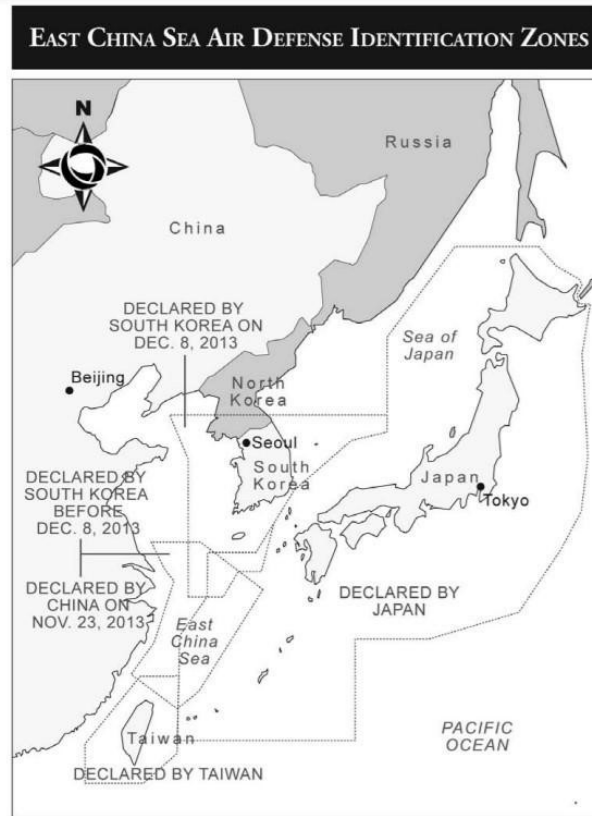 EAST CHINA SEA AIR DEFENSE IDENTIFICATION ZONES
N
Russia
China
DECLARED BY
SOUTH KOREA ON
DEC. 8, 2013
Sea of
Japan
Beijing
North
Korea
Seoul
South
Korea
DECLARED BY
SOUTH KOREA
BEFORE
DEC. 8, 2013
Japan
Tokyo
DECLARED BY
CHINA ON
NOV. 23, 2013
DECLARED BY
JAPAN
East
China
Sea
Taiwan
PACIFIC
OCEAN
DECLARED BY TAIWAN